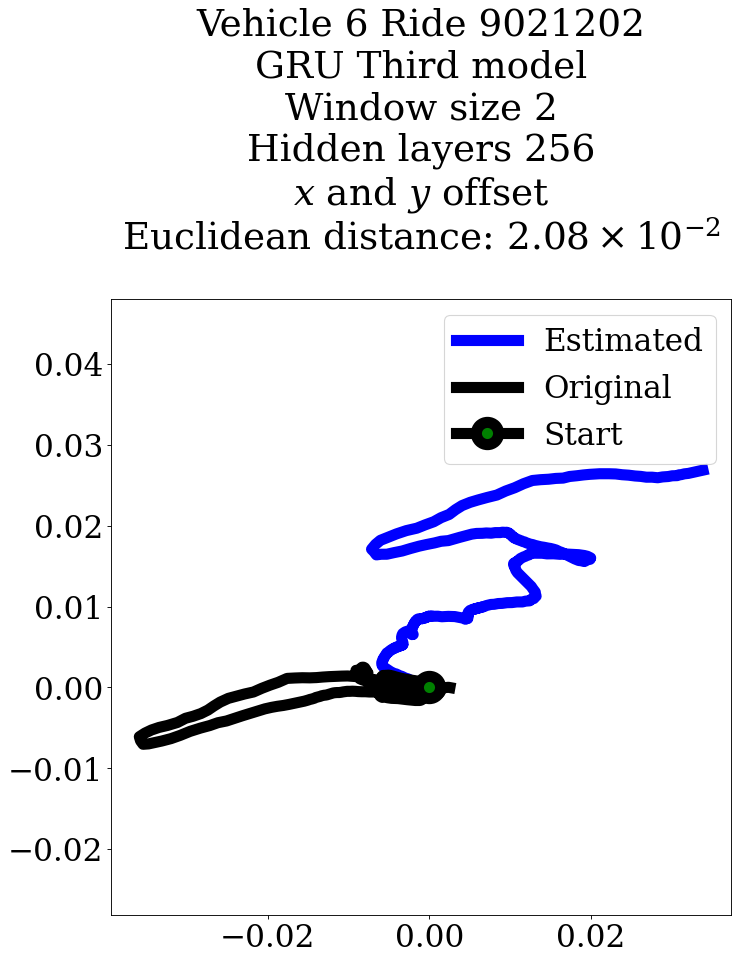 Vehicle 6 Ride 9021202
GRU Third model
Window size 2
Hidden layers 256
x and y offset
Euclidean distance: 2.08 × 10⁻²
Estimated
Original
Start
0.04
0.03
0.02
0.01
0.00
−0.01
−0.02
−0.02 0.00 0.02